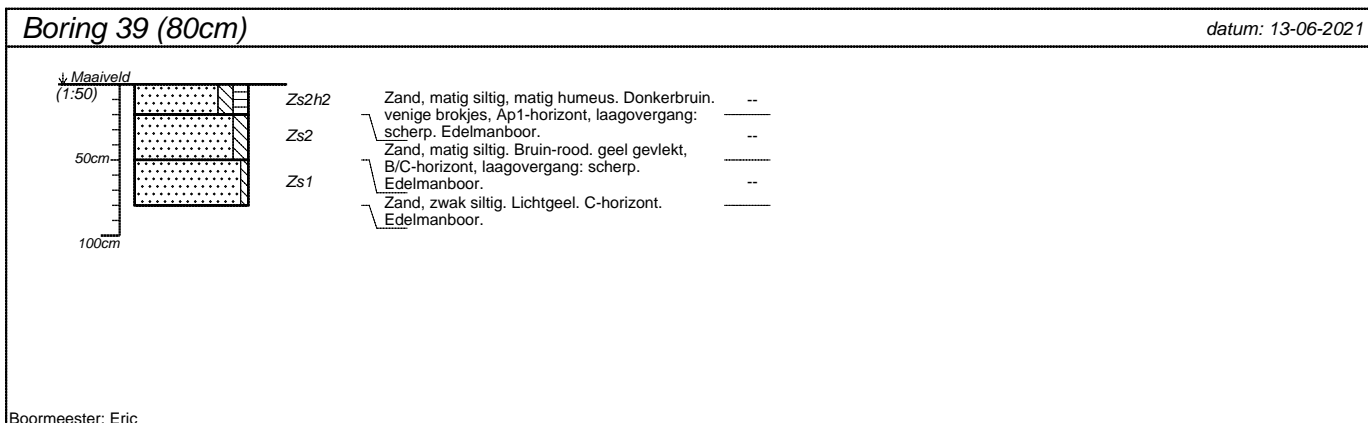 Boring 39 (80cm)
datum: 13-06-2021
Maaiveld
(1:50)
Zs2h2
Zand, matig siltig, matig humeus. Donkerbruin.
venige brokjes, Ap1-horizont, laagovergang:
scherp. Edelmanboor.
--
Zs2
Zand, matig siltig. Bruin-rood. geel gevlekt,
B/C-horizont, laagovergang: scherp.
Edelmanboor.
--
50cm
Zs1
Zand, zwak siltig. Lichtgeel. C-horizont.
Edelmanboor.
--
100cm
Boormeester: Eric